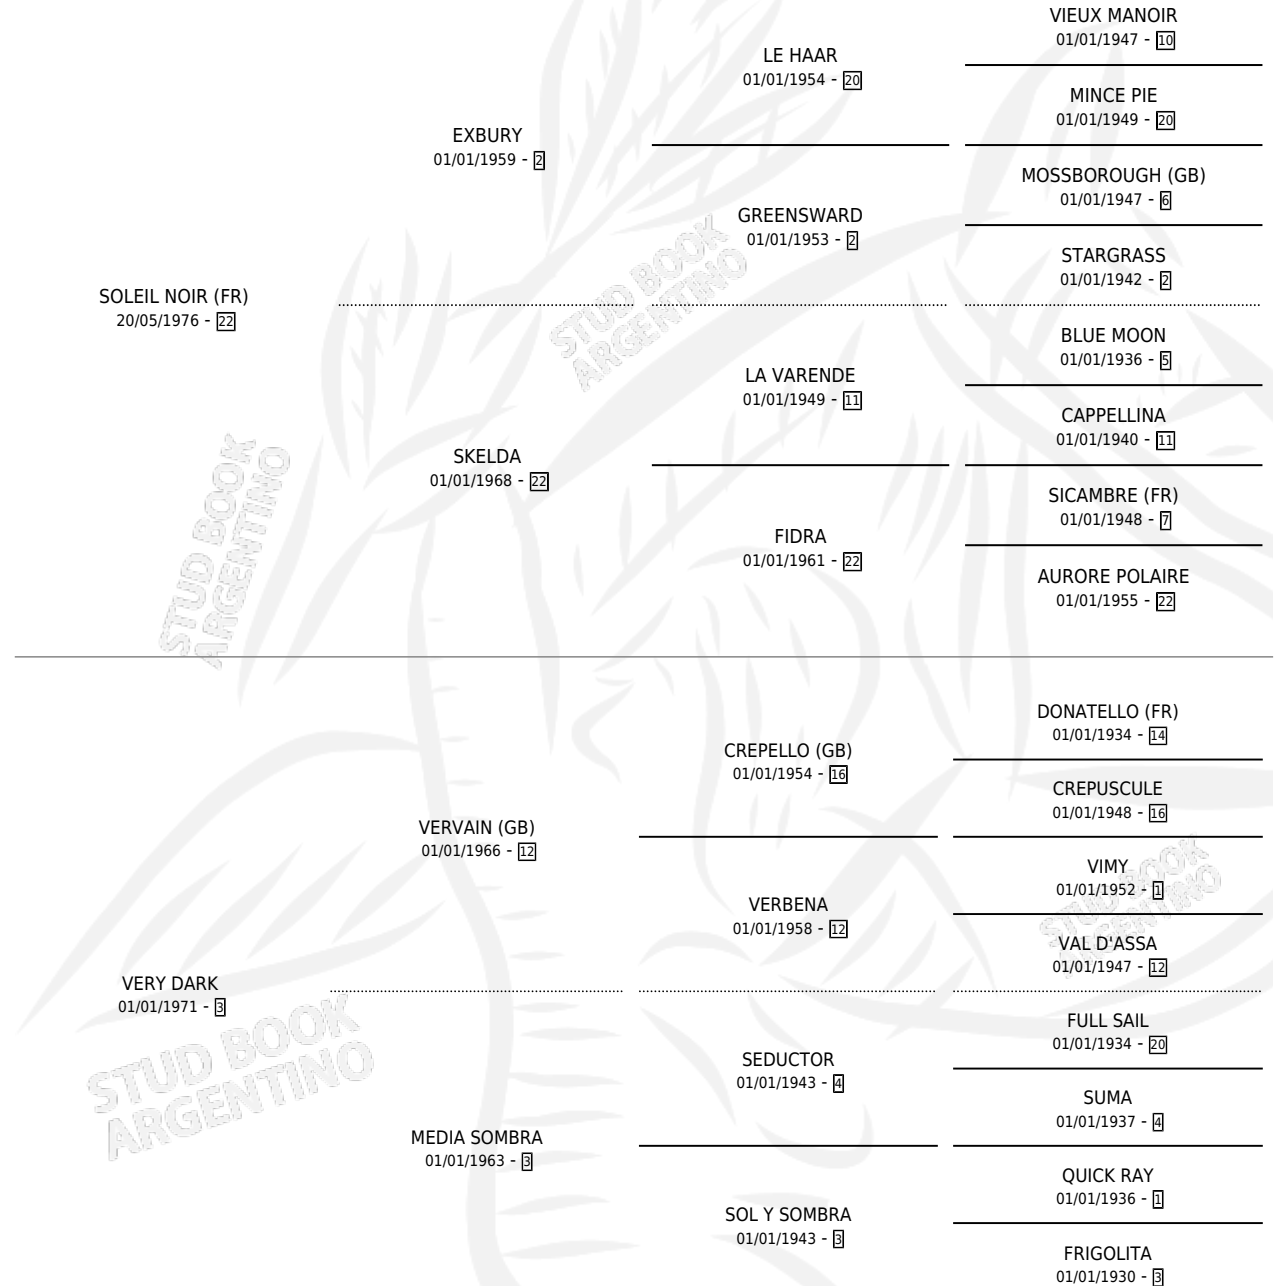 VIEUX MANOIR
01/01/1947 - 10
LE HAAR
01/01/1954 - 20
MINCE PIE
01/01/1949 - 20
EXBURY
01/01/1959 - 2
MOSSBOROUGH (GB)
01/01/1947 - 6
GREENSWARD
01/01/1953 - 2
STARGRASS
01/01/1942 - 2
SOLEIL NOIR (FR)
20/05/1976 - 22
BLUE MOON
01/01/1936 - 5
LA VARENDE
01/01/1949 - 11
CAPPELLINA
01/01/1940 - 11
SKELDA
01/01/1968 - 22
SICAMBRE (FR)
01/01/1948 - 7
FIDRA
01/01/1961 - 22
AURORE POLAIRE
01/01/1955 - 22
DONATELLO (FR)
01/01/1934 - 14
CREPELLO (GB)
01/01/1954 - 16
CREPUSCULE
01/01/1948 - 16
VERVAIN (GB)
01/01/1966 - 12
VIMY
01/01/1952 - 1
VERBENA
01/01/1958 - 12
VAL D'ASSA
01/01/1947 - 12
VERY DARK
01/01/1971 - 3
FULL SAIL
01/01/1934 - 20
SEDUCTOR
01/01/1943 - 4
SUMA
01/01/1937 - 4
MEDIA SOMBRA
01/01/1963 - 3
QUICK RAY
01/01/1936 - 1
SOL Y SOMBRA
01/01/1943 - 3
FRIGOLITA
01/01/1930 - 3
STUD BOOK
ARGENTINO
STUD BOOK
ARGENTINO
STUD BOOK
ARGENTINO
STUD BOOK
ARGENTINO